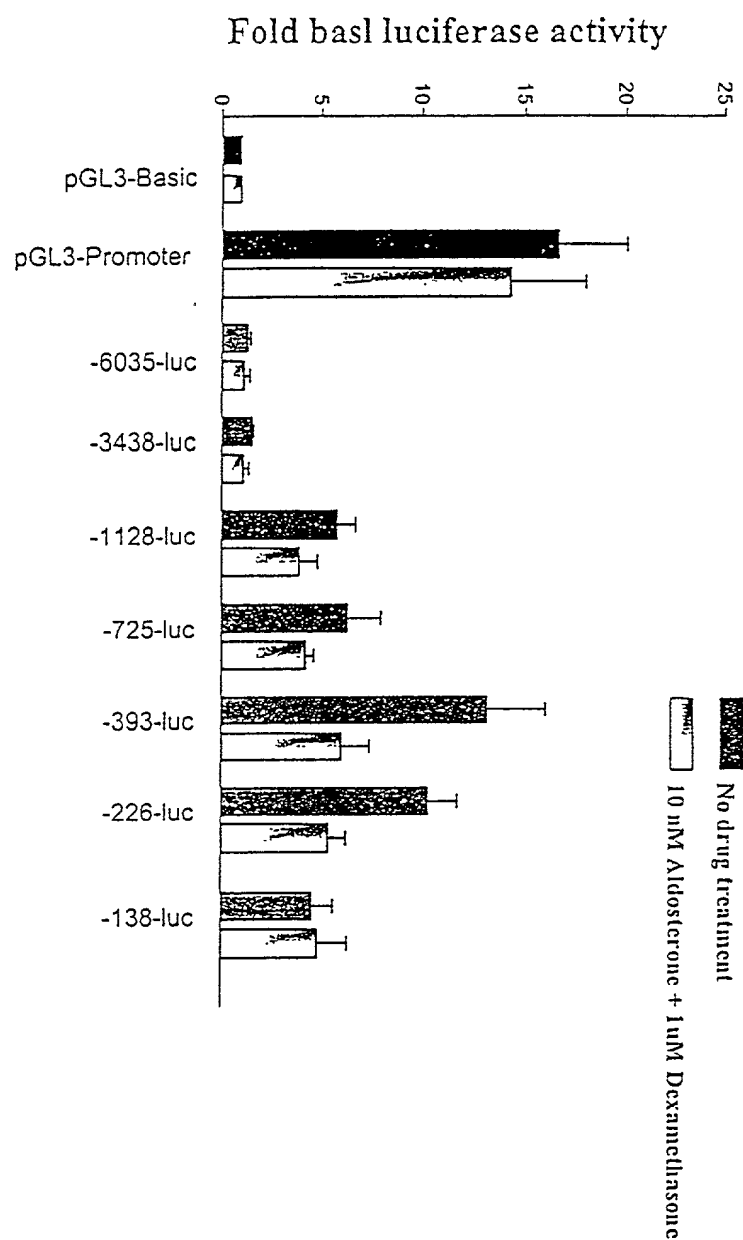 Fold basl luciferase activity
0
5
10
15
20
25
pGL3-Basic
pGL3-Promoter
-6035-luc
-3438-luc
-1128-luc
-725-luc
-393-luc
-226-luc
-138-luc
No drug treatment
10 nM Aldosterone + 1uM Dexamethasone